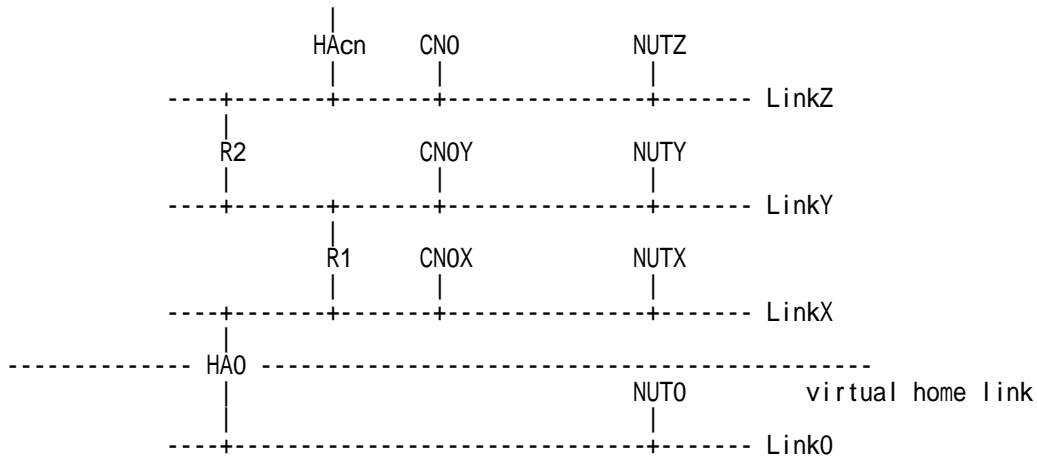 |
HAcn CN0 NUTZ
| | |
----+-------+-------+---------------+------- LinkZ
|
R2 CN0Y NUTY
| | |
----+-------+-------+---------------+------- LinkY
|
R1 CN0X NUTX
| | |
----+-------+-------+---------------+------- LinkX
|
-------------- HA0 ----------------------------------------------
| NUT0 virtual home link
| |
----+-------------------------------+------- Link0